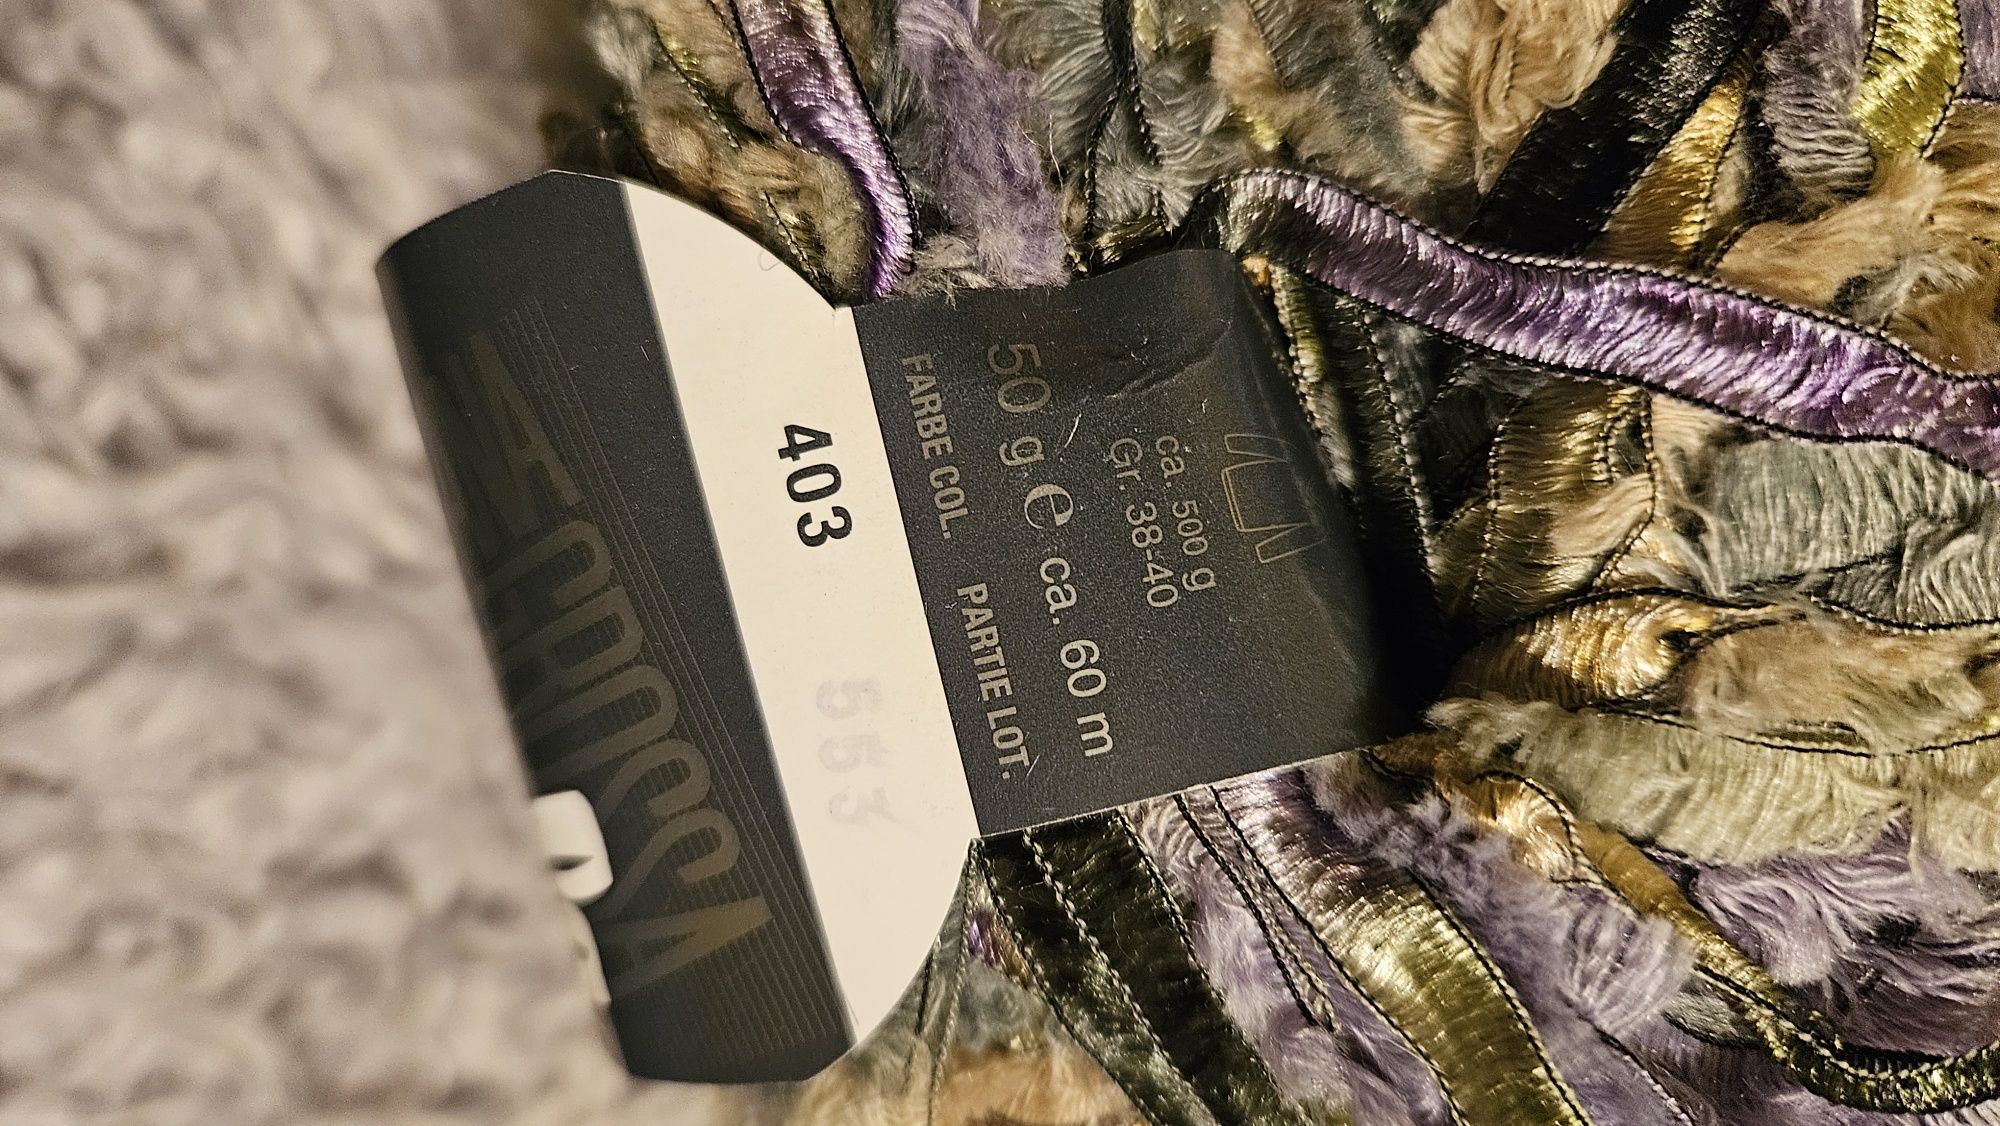 ca. 500 g
Gr. 38-40
50 g e ca. 60 m
FARBE COL. PARTIE LOT.
403 553